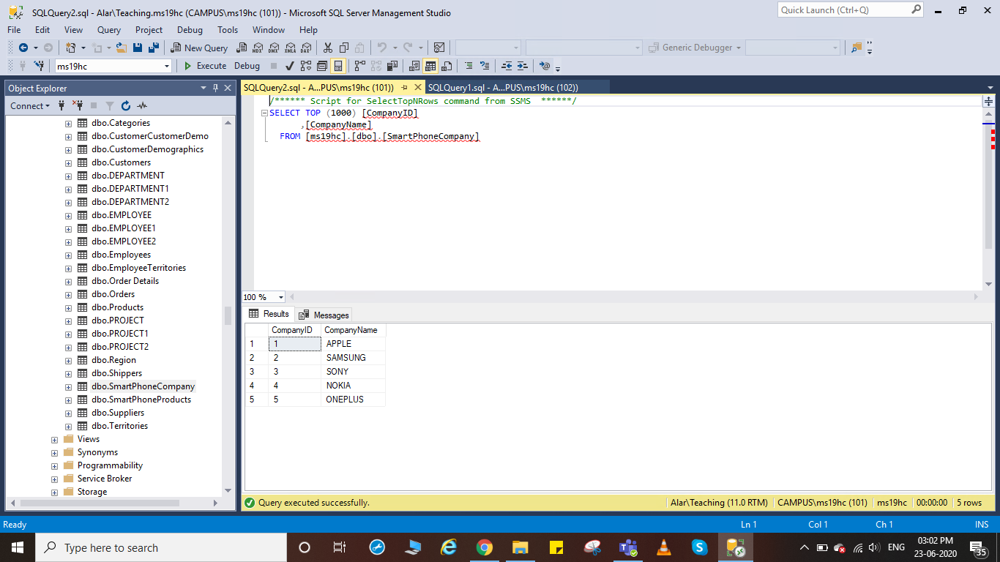 SQLQuery2.sql - Alar\Teaching.ms19hc (CAMPUS\ms19hc (101)) - Microsoft SQL Server Management Studio
Quick Launch (Ctrl+Q)
File Edit View Query Project Debug Tools Window Help
New Query
MDX DMX XMLA DAX
Generic Debugger
ms19hc
Execute Debug
Object Explorer
Connect
dbo.Categories
dbo.CustomerCustomerDemo
dbo.CustomerDemographics
dbo.Customers
dbo.DEPARTMENT
dbo.DEPARTMENT1
dbo.DEPARTMENT2
dbo.EMPLOYEE
dbo.EMPLOYEE1
dbo.EMPLOYEE2
dbo.Employees
dbo.EmployeeTerritories
dbo.Order Details
dbo.Orders
dbo.Products
dbo.PROJECT
dbo.PROJECT1
dbo.PROJECT2
dbo.Region
dbo.Shippers
dbo.SmartPhoneCompany
dbo.SmartPhoneProducts
dbo.Suppliers
dbo.Territories
Views
Synonyms
Programmability
Service Broker
Storage
SQLQuery2.sql - A...PUS\ms19hc (101)) SQLQuery1.sql - A...PUS\ms19hc (102))
/****** Script for SelectTopNRows command from SSMS  ******/
SELECT TOP (1000) [CompanyID]
,[CompanyName]
FROM [ms19hc].[dbo].[SmartPhoneCompany]
100 %
Results Messages
CompanyID CompanyName
1 1 APPLE
2 2 SAMSUNG
3 3 SONY
4 4 NOKIA
5 5 ONEPLUS
Query executed successfully.
Alar\Teaching (11.0 RTM) CAMPUS\ms19hc (101) ms19hc 00:00:00 5 rows
Ready
Ln 1 Col 1 Ch 1 INS
Type here to search
ENG
03:02 PM
23-06-2020
35